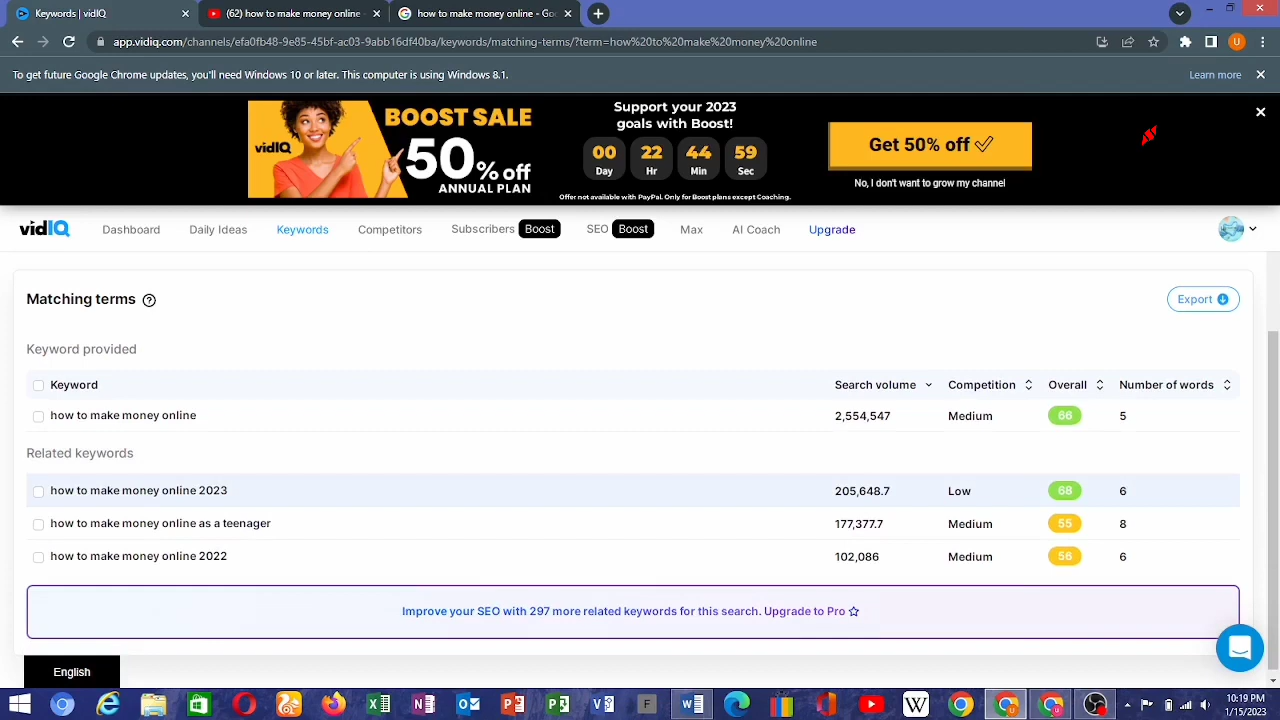 Keywords | vidIQ
(62) how to make money online -
how to make money online - Goo
app.vidiq.com/channels/efa0fb48-9e85-45bf-ac03-9abb16df40ba/keywords/matching-terms/?term=how%20to%20make%20money%20online
U
To get future Google Chrome updates, you'll need Windows 10 or later. This computer is using Windows 8.1.
Learn more
vidIQ
BOOST SALE
50% off
ANNUAL PLAN
Support your 2023
goals with Boost!
00 22 44 59
Day Hr Min Sec
Offer not available with PayPal. Only for Boost plans except Coaching.
Get 50% off
No, I don't want to grow my channel
vidIQ Dashboard Daily Ideas Keywords Competitors Subscribers Boost SEO Boost Max AI Coach Upgrade
Matching terms ?
Export
Keyword provided
Keyword Search volume Competition Overall Number of words
how to make money online 2,554,547 Medium 66 5
Related keywords
how to make money online 2023 205,648.7 Low 68 6
how to make money online as a teenager 177,377.7 Medium 55 8
how to make money online 2022 102,086 Medium 56 6
Improve your SEO with 297 more related keywords for this search. Upgrade to Pro
English
10:19 PM
1/15/2023